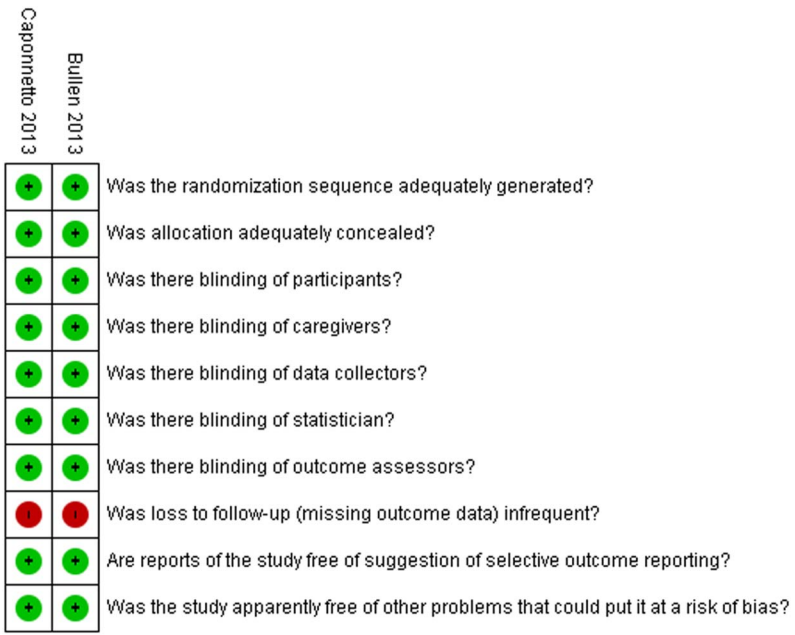 Caponnetto 2013
Bullen 2013
+ + Was the randomization sequence adequately generated?
+ + Was allocation adequately concealed?
+ + Was there blinding of participants?
+ + Was there blinding of caregivers?
+ + Was there blinding of data collectors?
+ + Was there blinding of statistician?
+ + Was there blinding of outcome assessors?
- - Was loss to follow-up (missing outcome data) infrequent?
+ + Are reports of the study free of suggestion of selective outcome reporting?
+ + Was the study apparently free of other problems that could put it at a risk of bias?